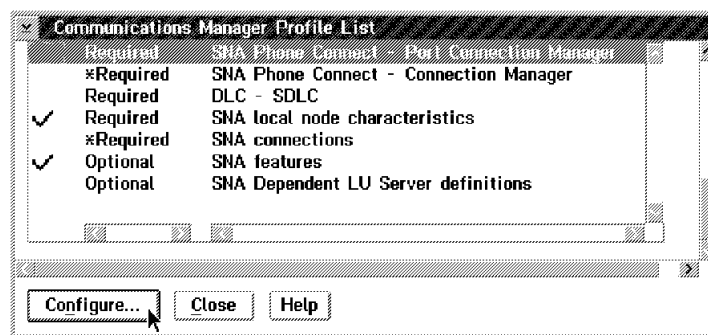 Communications Manager Profile List
Required SNA Phone Connect - Port Connection Manager
*Required SNA Phone Connect - Connection Manager
Required DLC - SDLC
Required SNA local node characteristics
*Required SNA connections
Optional SNA features
Optional SNA Dependent LU Server definitions
Configure... Close Help